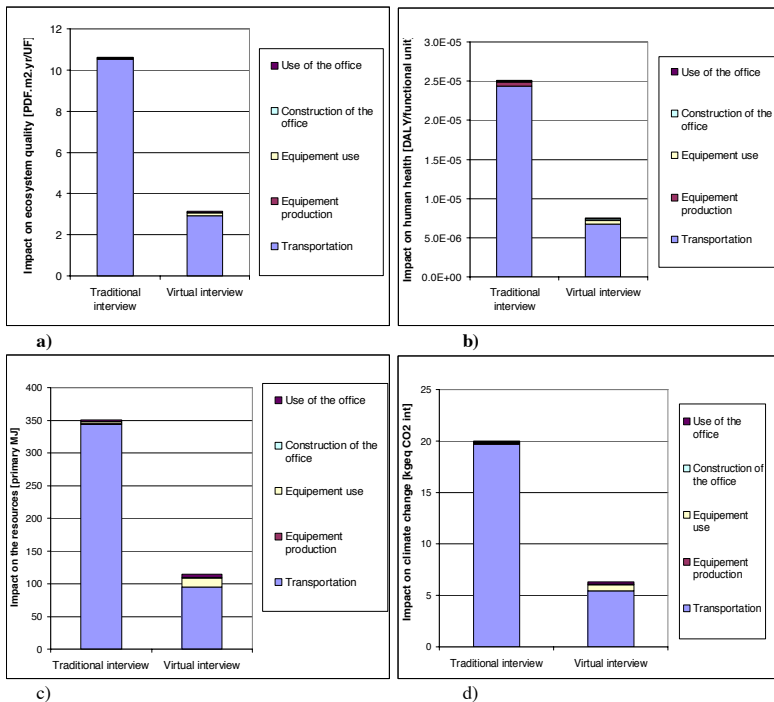 Impact on ecosystem quality [PDF.m2.yr/UF]
12
10
8
6
4
2
0
Traditional
interview
Virtual interview
Use of the office
Construction of the
office
Equipement use
Equipement
production
Transportation
a)
Impact on human health [DALY/functional unit]
3.0E-05
2.5E-05
2.0E-05
1.5E-05
1.0E-05
5.0E-06
0.0E+00
Traditional
interview
Virtual interview
Use of the
office
Construction of the
office
Equipement use
Equipement
production
Transportation
b)
Impact on the resources [primary MJ]
400
350
300
250
200
150
100
50
0
Traditional interview
Virtual interview
Use of the office
Construction of the
office
Equipement use
Equipement
production
Transportation
c)
Impact on climate change [kgeq CO2 int]
25
20
15
10
5
0
Traditional interview
Virtual interview
Use of the
office
Construction of
the office
Equipement
use
Equipement
production
Transportation
d)